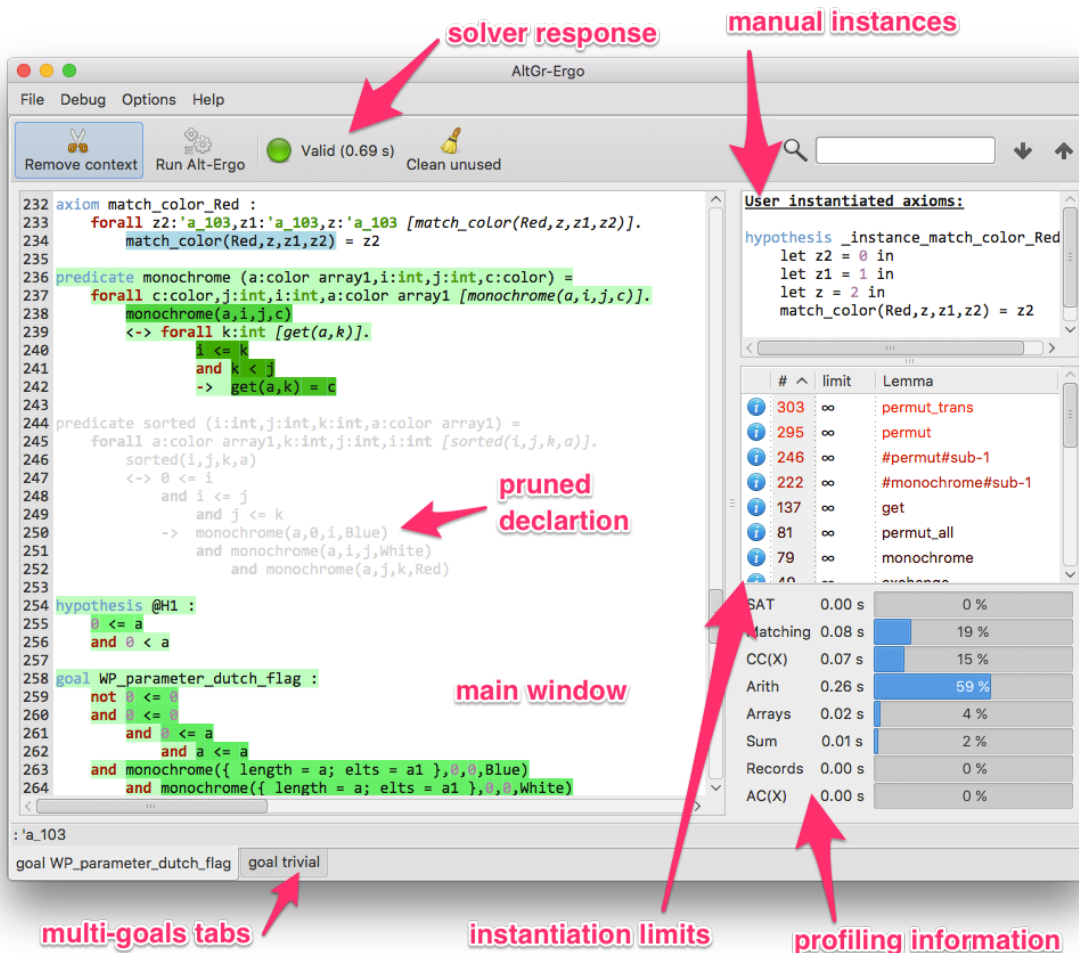 solver response
manual instances
AltGr-Ergo
File Debug Options Help
Remove context
Run Alt-Ergo
Valid (0.69 s)
Clean unused
232 axiom match_color_Red :
233 forall z2:'a_103,z1:'a_103,z:'a_103 [match_color(Red,z,z1,z2)].
234 match_color(Red,z,z1,z2) = z2
235
236 predicate monochrome (a:color array1,i:int,j:int,c:color) =
237 forall c:color,j:int,i:int,a:color array1 [monochrome(a,i,j,c)].
238 monochrome(a,i,j,c)
239 <-> forall k:int [get(a,k)].
240 i <= k
241 and k < j
242 -> get(a,k) = c
243
244 predicate sorted (i:int,j:int,k:int,a:color array1) =
245 forall a:color array1,k:int,j:int,i:int [sorted(i,j,k,a)].
246 sorted(i,j,k,a)
247 <-> 0 <= i
248 and i <= j
249 and j <= k
250 -> monochrome(a,0,i,Blue)
251 and monochrome(a,i,j,White)
252 and monochrome(a,j,k,Red)
253
254 hypothesis @H1 :
255 0 <= a
256 and 0 < a
257
258 goal WP_parameter_dutch_flag :
259 not 0 <= 0
260 and 0 <= 0
261 and 0 <= a
262 and a <= a
263 and monochrome({ length = a; elts = a1 },0,0,Blue)
264 and monochrome({ length = a; elts = a1 },0,0,White)
pruned
declartion
main window
User instantiated axioms:
hypothesis _instance_match_color_Red
let z2 = 0 in
let z1 = 1 in
let z = 2 in
match_color(Red,z,z1,z2) = z2
# limit Lemma
303 ∞ permut_trans
295 ∞ permut
246 ∞ #permut#sub-1
222 ∞ #monochrome#sub-1
137 ∞ get
81 ∞ permut_all
79 ∞ monochrome
40 ∞ exchange
SAT 0.00 s 0 %
Matching 0.08 s 19 %
CC(X) 0.07 s 15 %
Arith 0.26 s 59 %
Arrays 0.02 s 4 %
Sum 0.01 s 2 %
Records 0.00 s 0 %
AC(X) 0.00 s 0 %
: 'a_103
goal WP_parameter_dutch_flag
goal trivial
multi-goals tabs
instantiation limits
profiling information